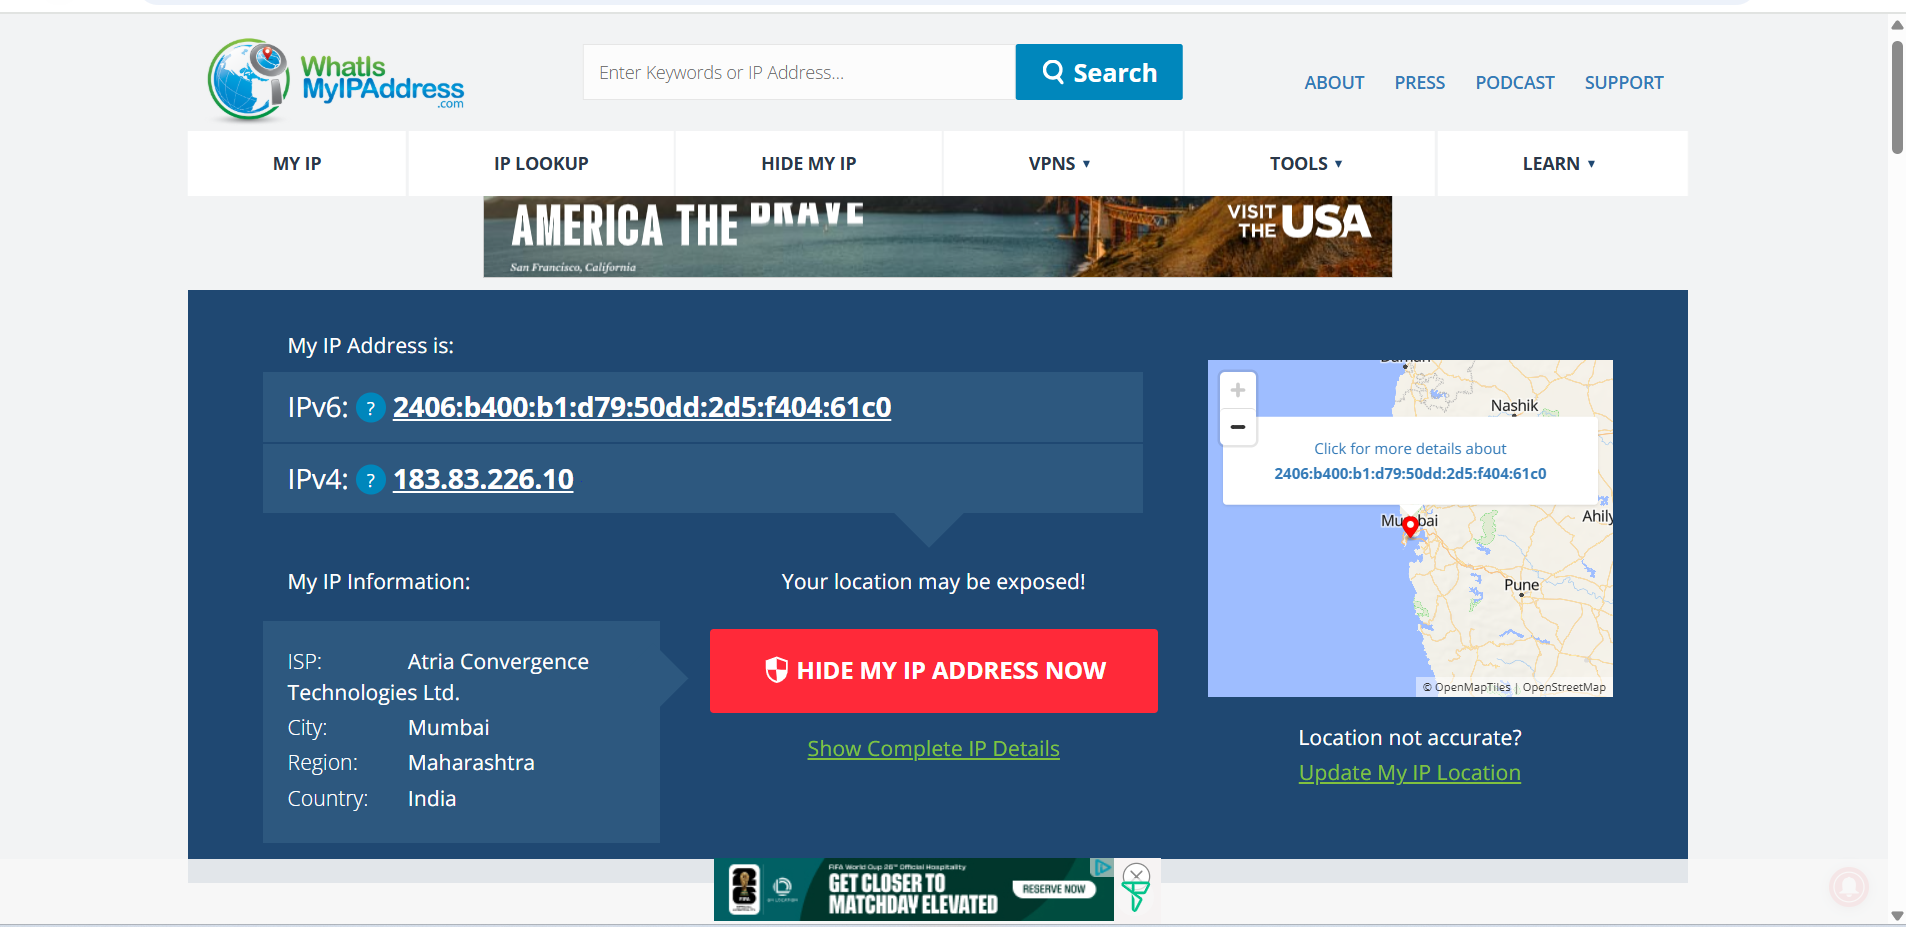 WhatIs
MyIPAddress
.com
Enter Keywords or IP Address...
Search
ABOUT PRESS PODCAST SUPPORT
MY IP IP LOOKUP HIDE MY IP VPNS ▾ TOOLS ▾ LEARN ▾
AMERICA THE BRAVE
San Francisco, California
VISIT
THE USA
My IP Address is:
IPv6: ? 2406:b400:b1:d79:50dd:2d5:f404:61c0
IPv4: ? 183.83.226.10
My IP Information:
ISP: Atria Convergence
Technologies Ltd.
City: Mumbai
Region: Maharashtra
Country: India
Your location may be exposed!
HIDE MY IP ADDRESS NOW
Show Complete IP Details
+
−
Daman
Nashik
Click for more details about
2406:b400:b1:d79:50dd:2d5:f404:61c0
Mumbai
Ahily
Pune
© OpenMapTiles | OpenStreetMap
Location not accurate?
Update My IP Location
FIFA
FIFA World Cup 26™ Official Hospitality
GET CLOSER TO
MATCHDAY ELEVATED
RESERVE NOW